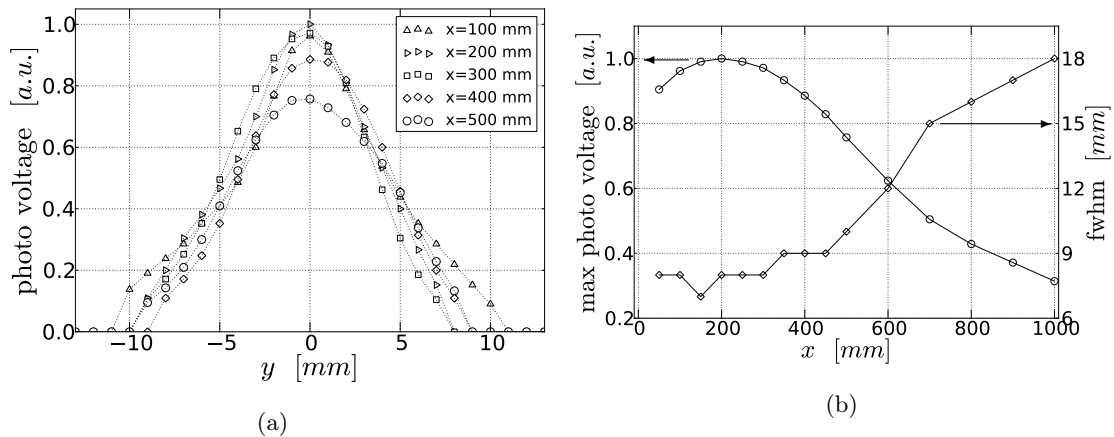 photo voltage [a.u.]
1.0
0.8
0.6
0.4
0.2
0.0
x=100 mm
x=200 mm
x=300 mm
x=400 mm
x=500 mm
−10 −5 0 5 10
y [mm]
(a)
max photo voltage [a.u.]
1.0
0.8
0.6
0.4
0.2
0 200 400 600 800 1000
x [mm]
18
15
12
9
6
fwhm [mm]
(b)